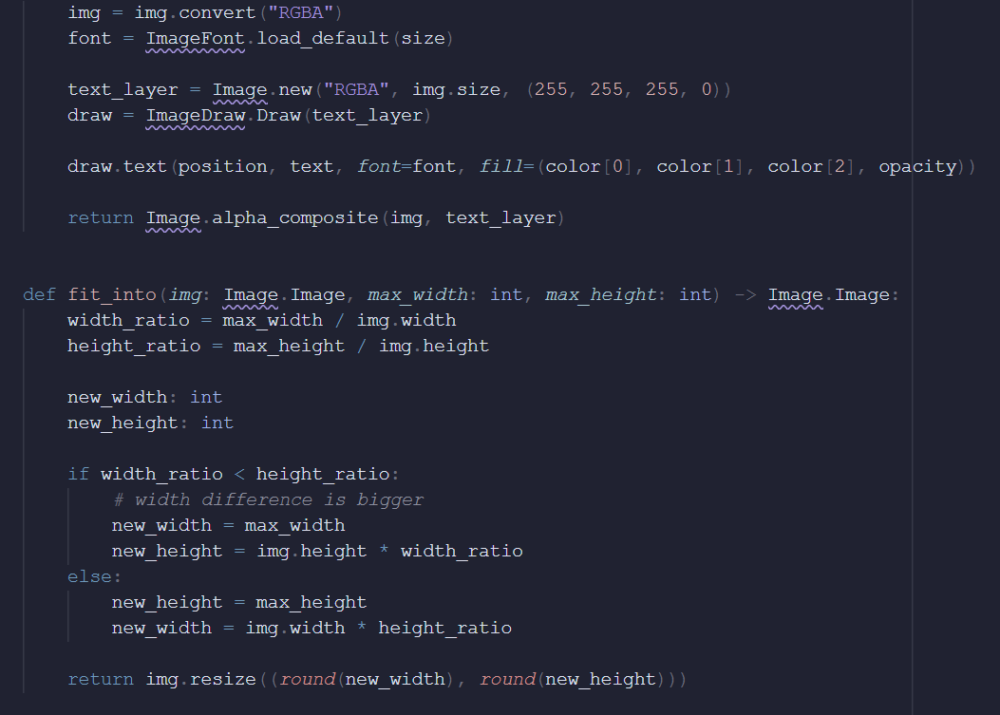 img = img.convert("RGBA")
font = ImageFont.load_default(size)
text_layer = Image.new("RGBA", img.size, (255, 255, 255, 0))
draw = ImageDraw.Draw(text_layer)
draw.text(position, text, font=font, fill=(color[0], color[1], color[2], opacity))
return Image.alpha_composite(img, text_layer)
def fit_into(img: Image.Image, max_width: int, max_height: int) -> Image.Image:
width_ratio = max_width / img.width
height_ratio = max_height / img.height
new_width: int
new_height: int
if width_ratio < height_ratio:
# width difference is bigger
new_width = max_width
new_height = img.height * width_ratio
else:
new_height = max_height
new_width = img.width * height_ratio
return img.resize((round(new_width), round(new_height)))